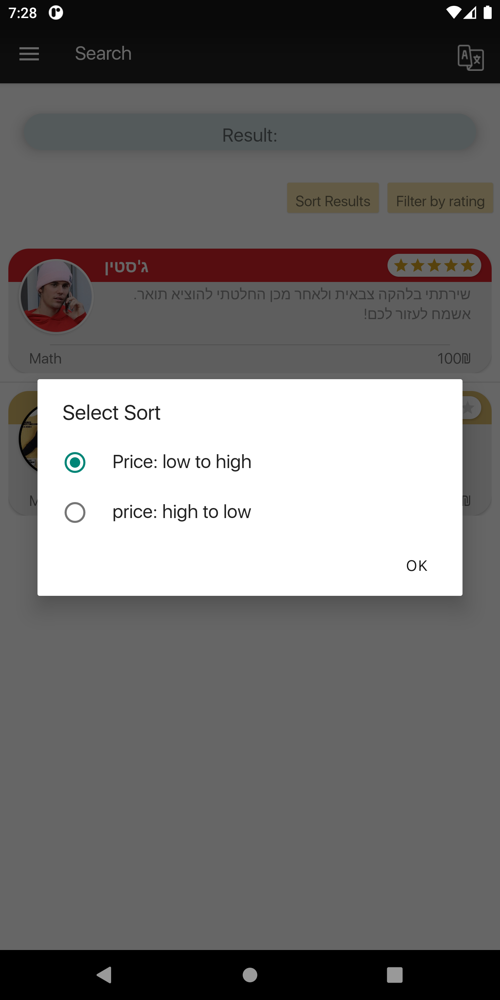 7:28
Search
Result:
Sort Results
Filter by rating
ג'סטין
שירתתי בלהקה צבאית ולאחר מכן החלטתי להוציא תואר.
אשמח לעזור לכם!
Math
100₪
Select Sort
Price: low to high
price: high to low
M
₪
OK